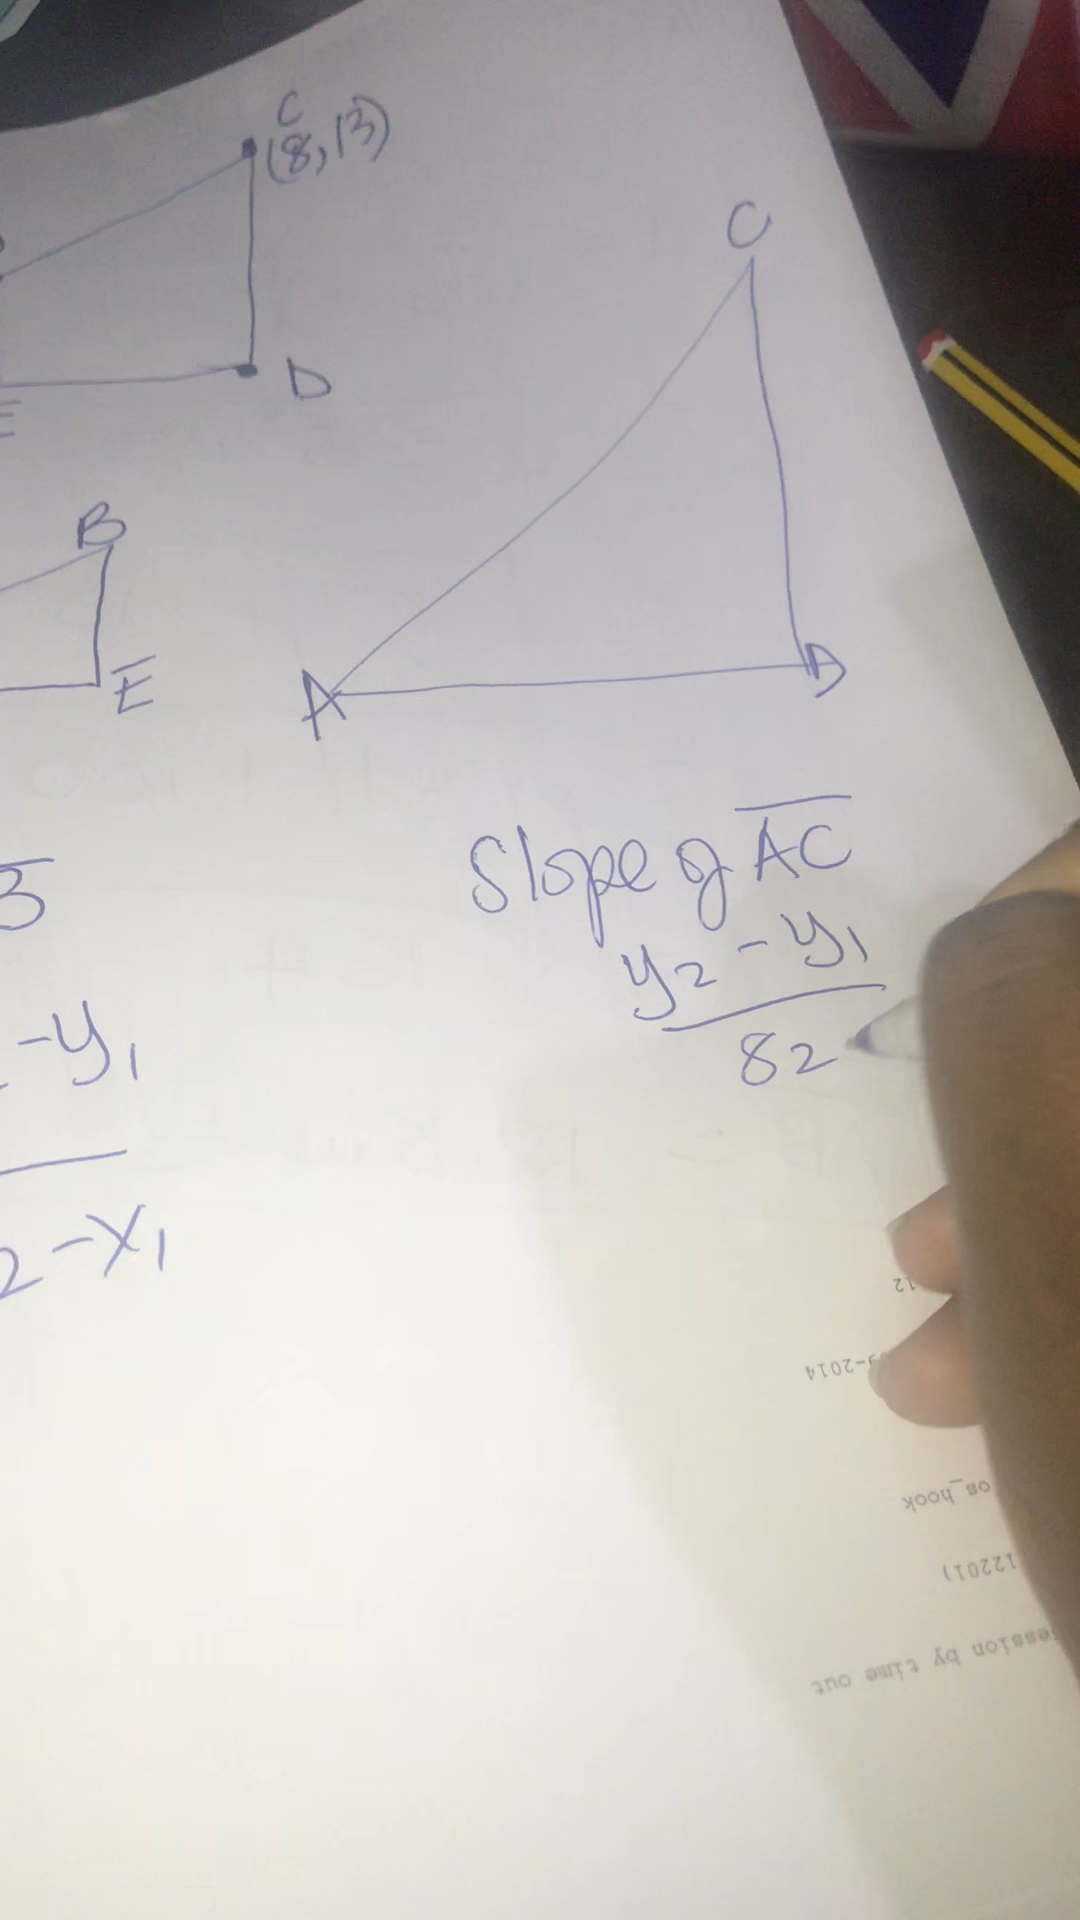 C
(8,13)
C
D
B
E
A
D
Slope of AC
y2 - y1
82
3
-y1
2-x1
12
-2014
os_hook
12201)
ession by time out